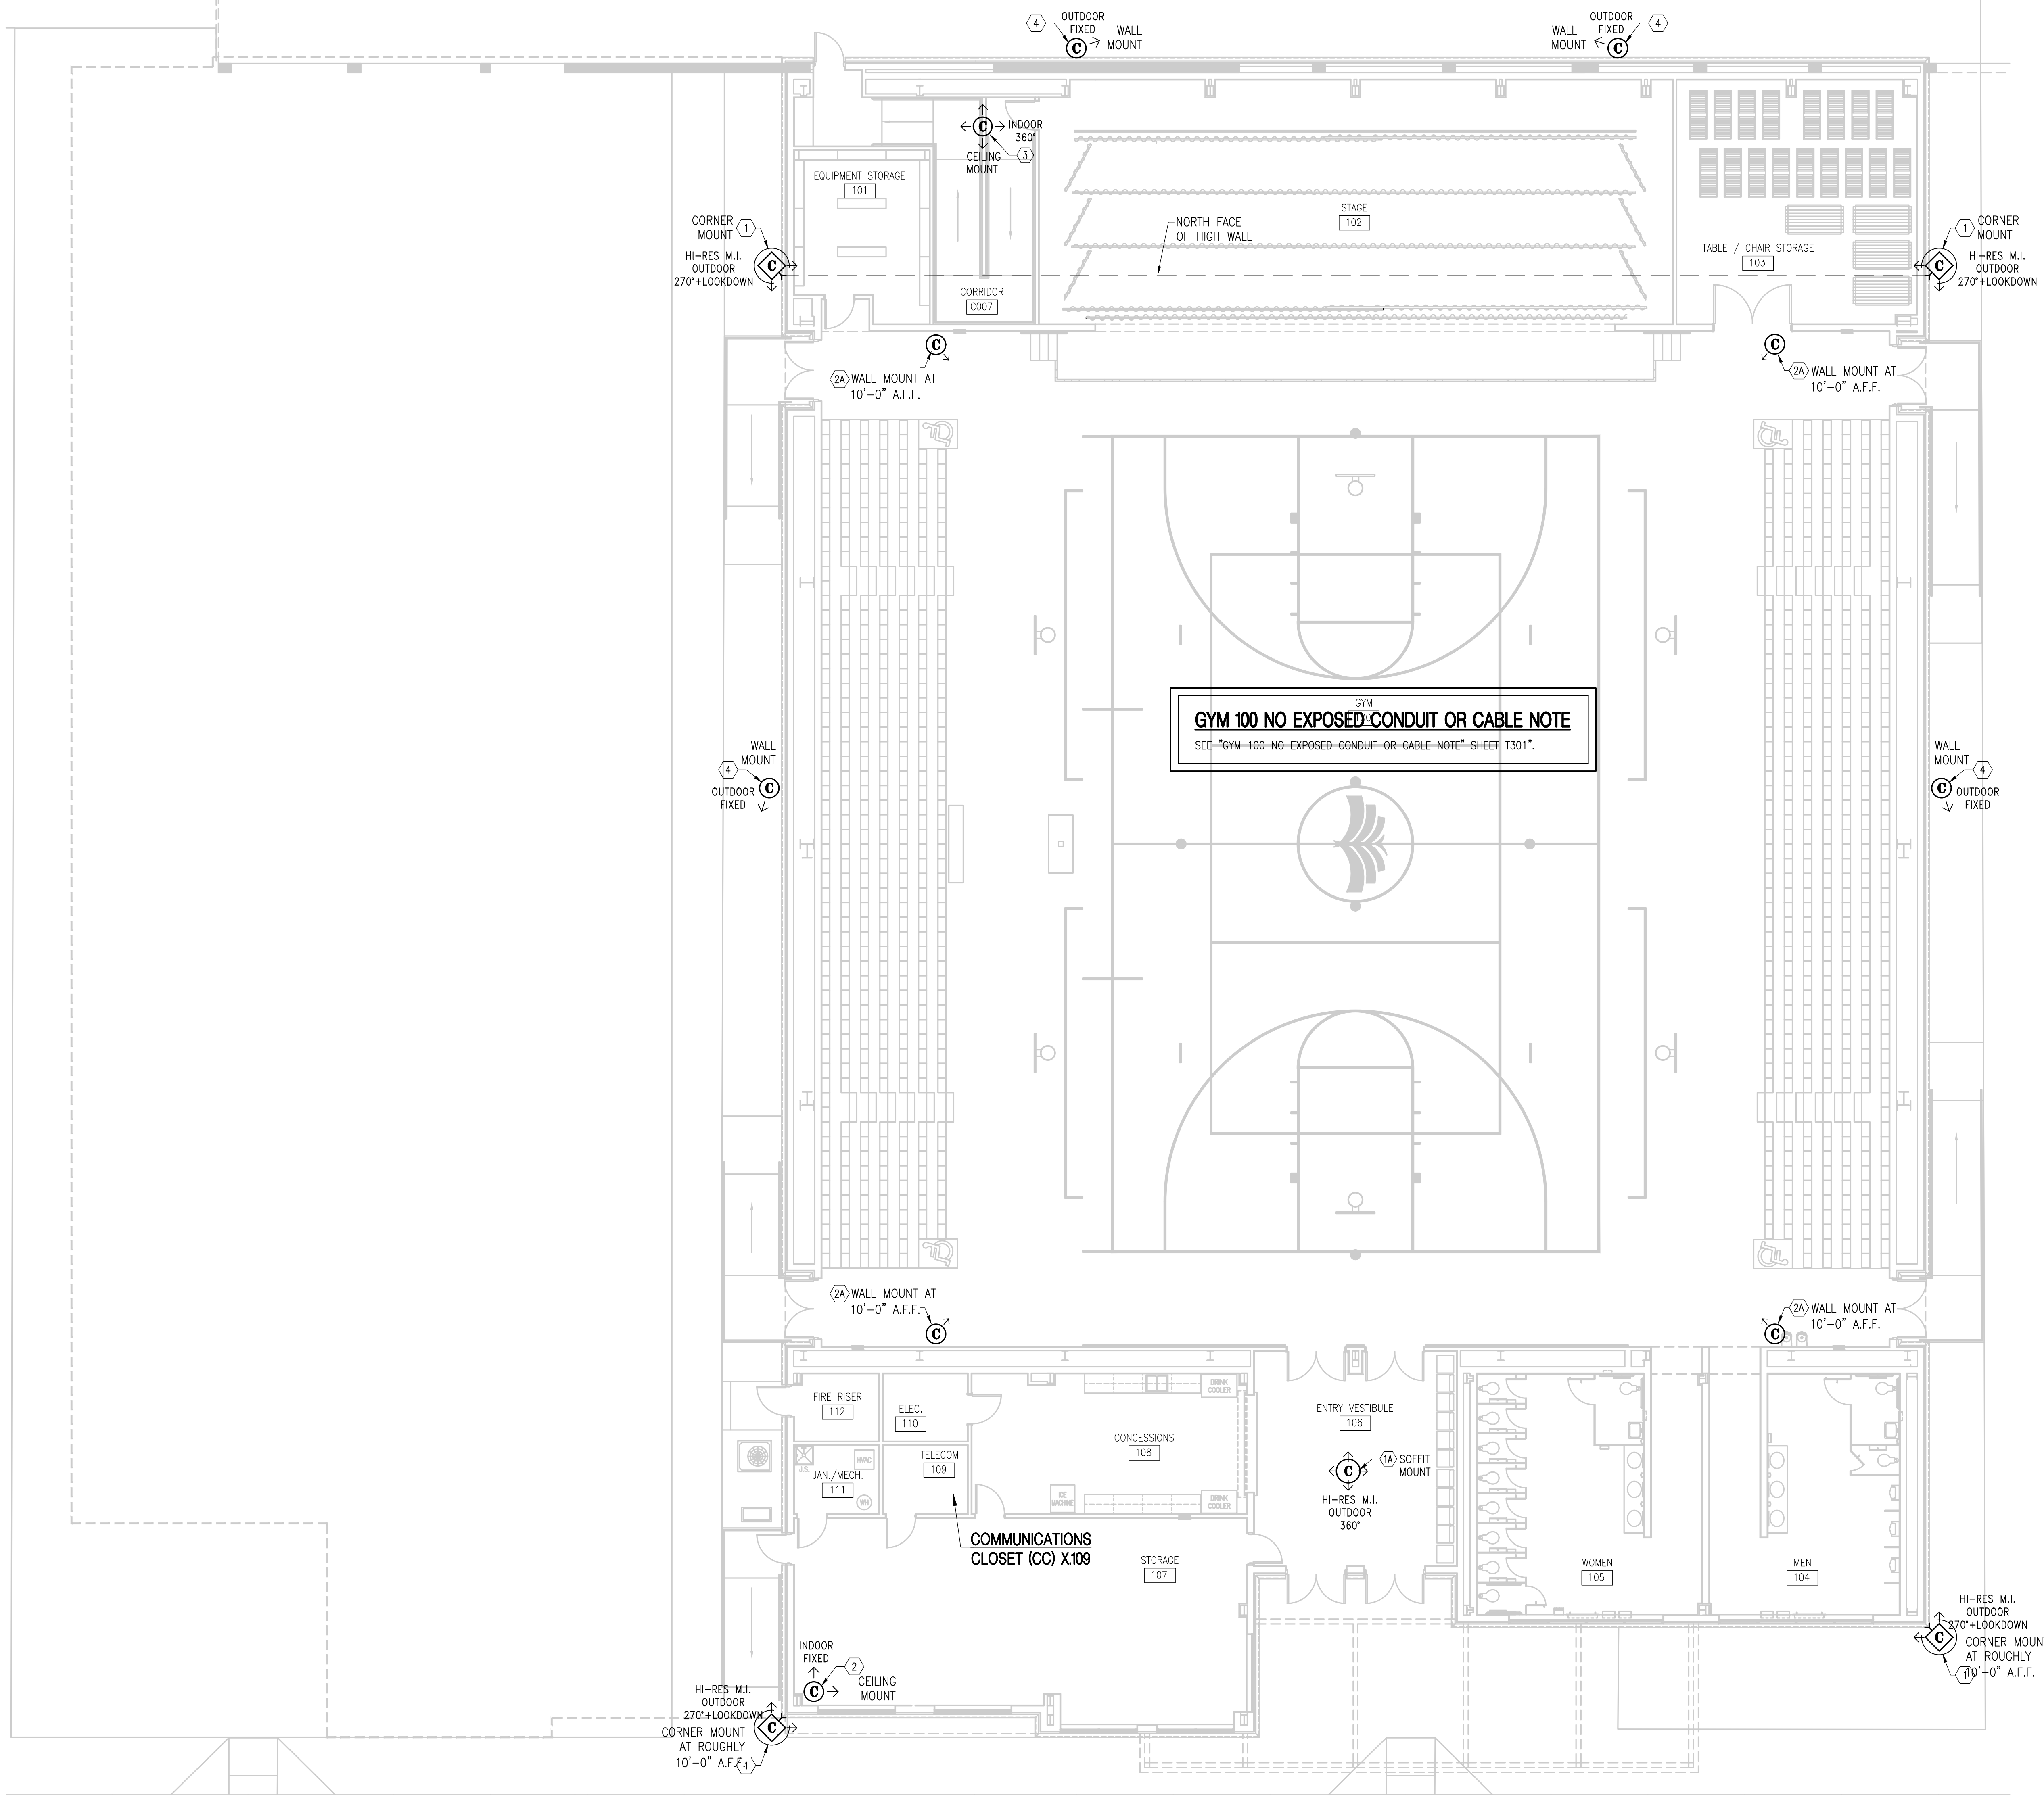 4
OUTDOOR
FIXED
C
WALL
MOUNT
OUTDOOR
FIXED
4
WALL
MOUNT
C
C
INDOOR
360°
CEILING
MOUNT
3
EQUIPMENT STORAGE
101
CORRIDOR
C007
STAGE
102
NORTH FACE
OF HIGH WALL
TABLE / CHAIR STORAGE
103
CORNER
MOUNT
1
HI-RES M.I.
OUTDOOR
270°+LOOKDOWN
C
1
CORNER
MOUNT
HI-RES M.I.
OUTDOOR
270°+LOOKDOWN
C
C
2A WALL MOUNT AT
10'-0" A.F.F.
C
2A WALL MOUNT AT
10'-0" A.F.F.
GYM
GYM 100 NO EXPOSED CONDUIT OR CABLE NOTE
SEE "GYM 100 NO EXPOSED CONDUIT OR CABLE NOTE" SHEET T301".
WALL
MOUNT
4
C
OUTDOOR
FIXED
WALL
MOUNT
4
C
OUTDOOR
FIXED
2A WALL MOUNT AT
10'-0" A.F.F.
C
2A WALL MOUNT AT
10'-0" A.F.F.
C
FIRE RISER
112
ELEC.
110
TELECOM
109
JAN./MECH.
111
J.S.
HVAC
WH
CONCESSIONS
108
DRINK
COOLER
ICE
MACHINE
DRINK
COOLER
ENTRY VESTIBULE
106
C
1A SOFFIT
MOUNT
HI-RES M.I.
OUTDOOR
360°
COMMUNICATIONS
CLOSET (CC) X.109
STORAGE
107
WOMEN
105
MEN
104
INDOOR
FIXED
2
C
CEILING
MOUNT
HI-RES M.I.
OUTDOOR
270°+LOOKDOWN
C
CORNER MOUNT
AT ROUGHLY
10'-0" A.F.F.
1
HI-RES M.I.
OUTDOOR
270°+LOOKDOWN
C
CORNER MOUN
AT ROUGHLY
10'-0" A.F.F.
1